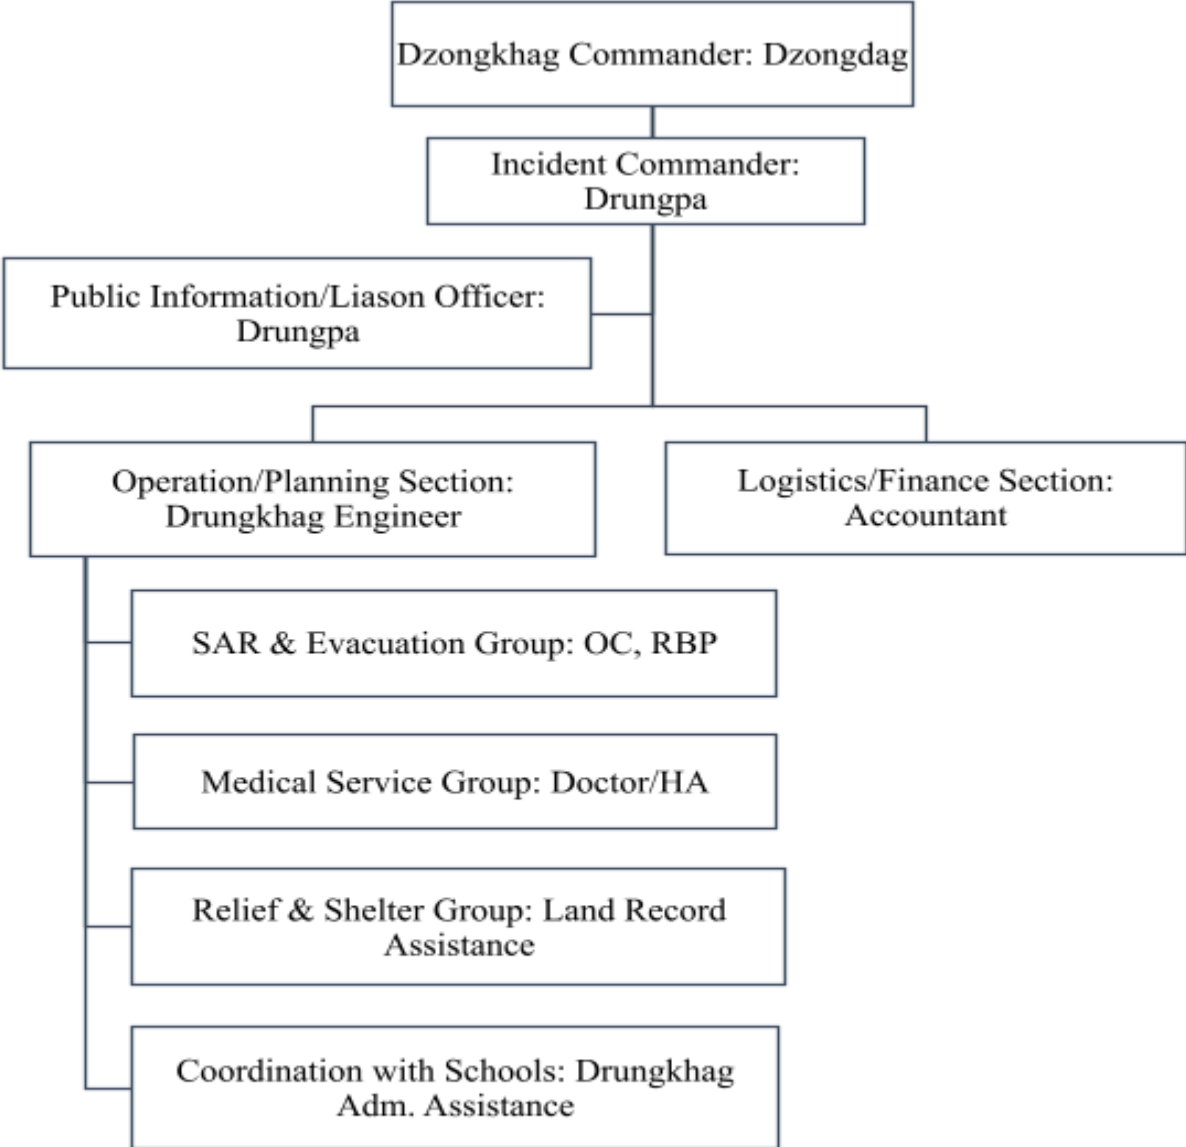 Dzongkhag Commander: Dzongdag
Incident Commander:
Drungpa
Public Information/Liason Officer:
Drungpa
Operation/Planning Section:
Drungkhag Engineer
Logistics/Finance Section:
Accountant
SAR & Evacuation Group: OC, RBP
Medical Service Group: Doctor/HA
Relief & Shelter Group: Land Record
Assistance
Coordination with Schools: Drungkhag
Adm. Assistance